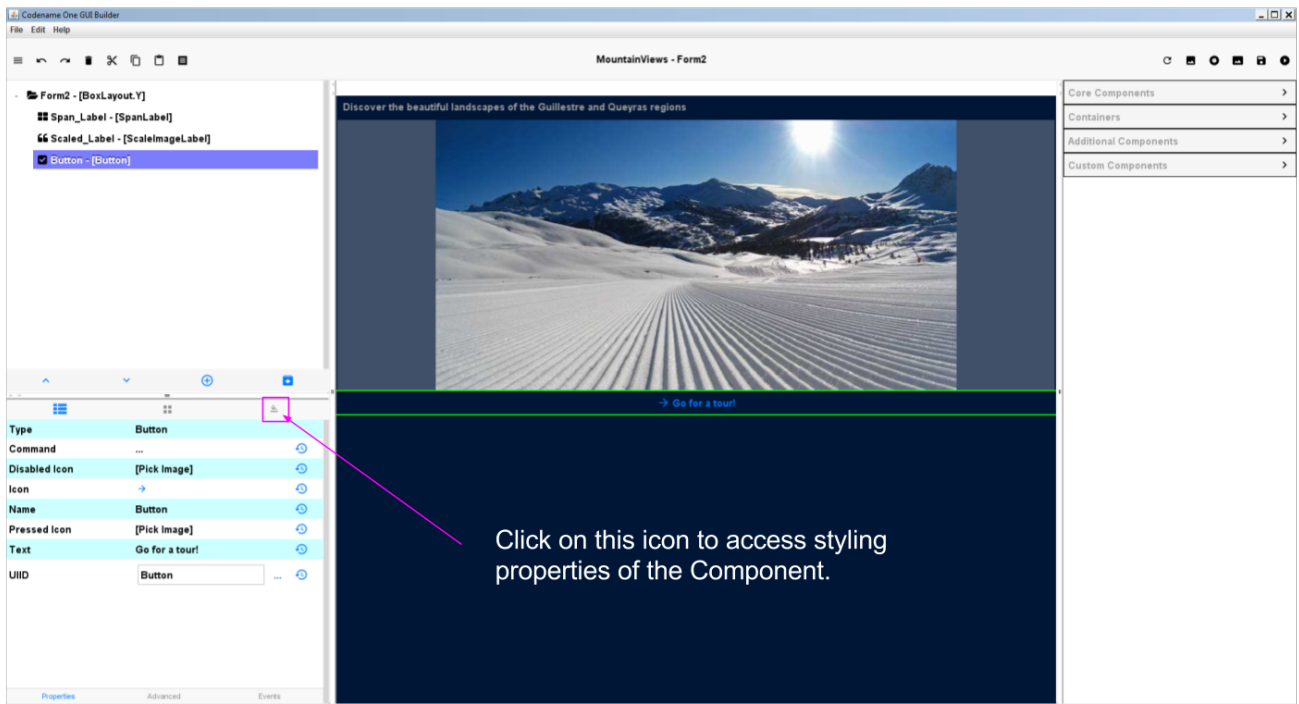 Codename One GUI Builder
File Edit Help
MountainViews - Form2
Form2 - [BoxLayout.Y]
Span_Label - [SpanLabel]
Scaled_Label - [ScaleImageLabel]
Button - [Button]
Discover the beautiful landscapes of the Guillestre and Queyras regions
→ Go for a tour!
Core Components
Containers
Additional Components
Custom Components
Type Button
Command ...
Disabled Icon [Pick Image]
Icon →
Name Button
Pressed Icon [Pick Image]
Text Go for a tour!
UIID Button ...
Properties Advanced Events
Click on this icon to access styling
properties of the Component.